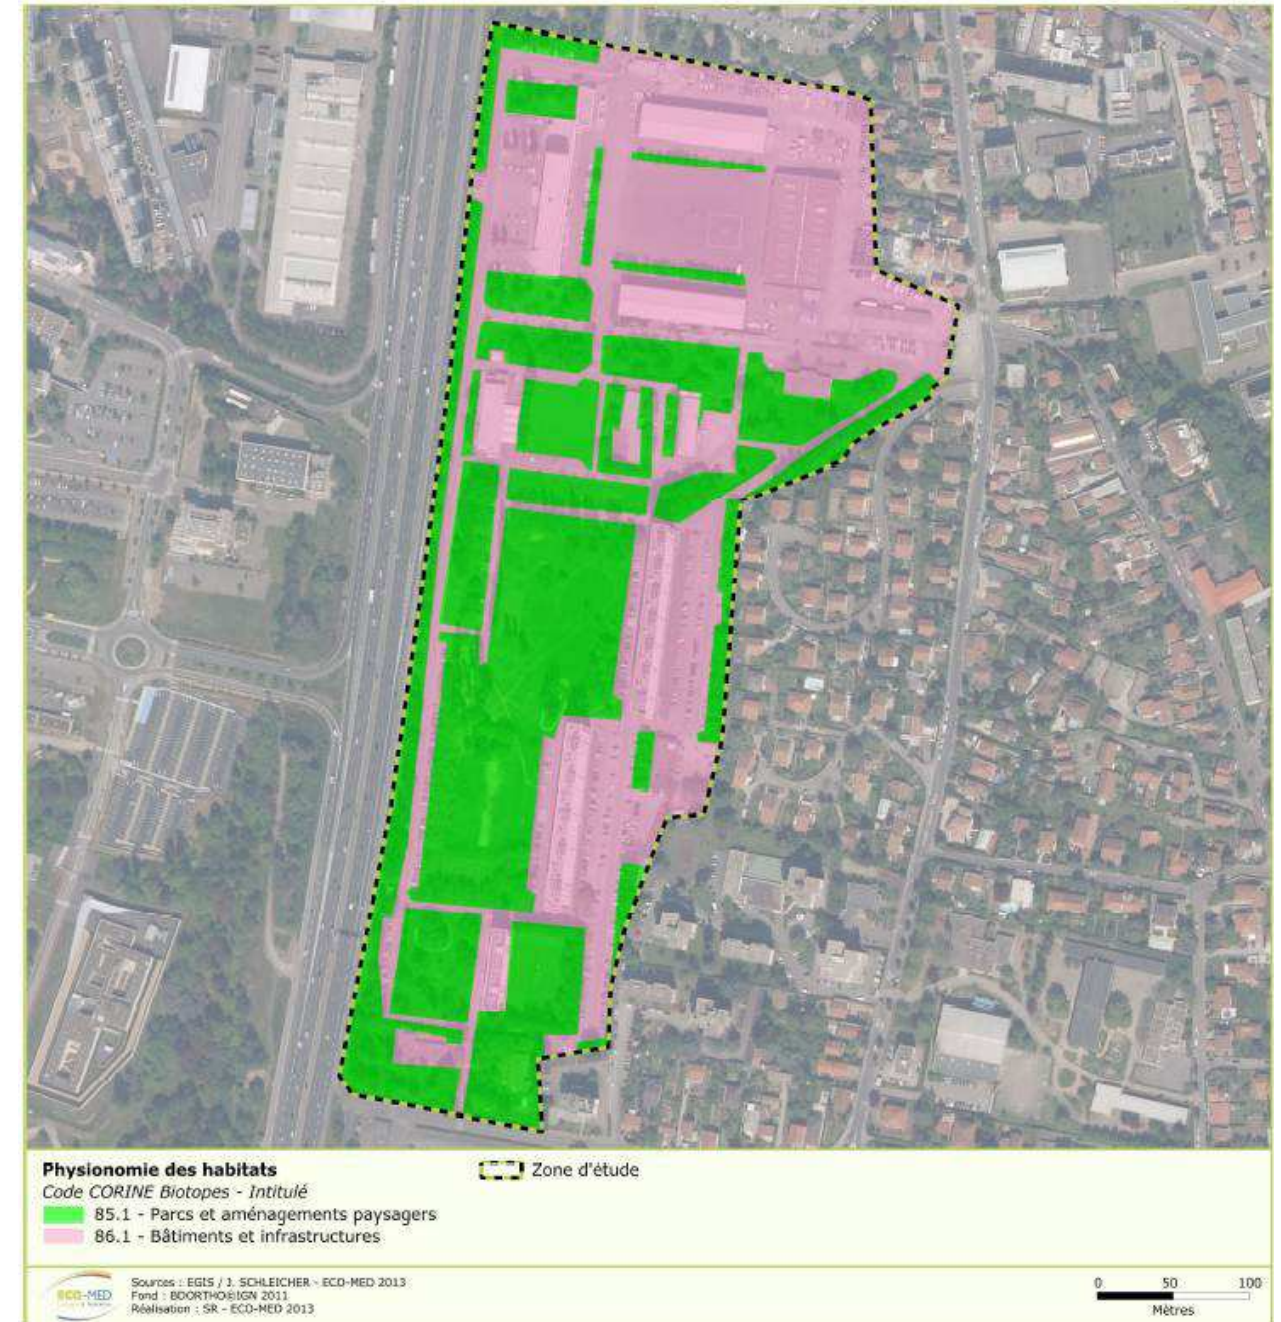 Physionomie des habitats
Code CORINE Biotopes - Intitulé
85.1 - Parcs et aménagements paysagers
86.1 - Bâtiments et infrastructures
Zone d'étude
ECO-MED
Sources : EGIS / J. SCHLEICHER - ECO-MED 2013
Fond : BDORTHO©IGN 2011
Réalisation : SR - ECO-MED 2013
0 50 100
Mètres